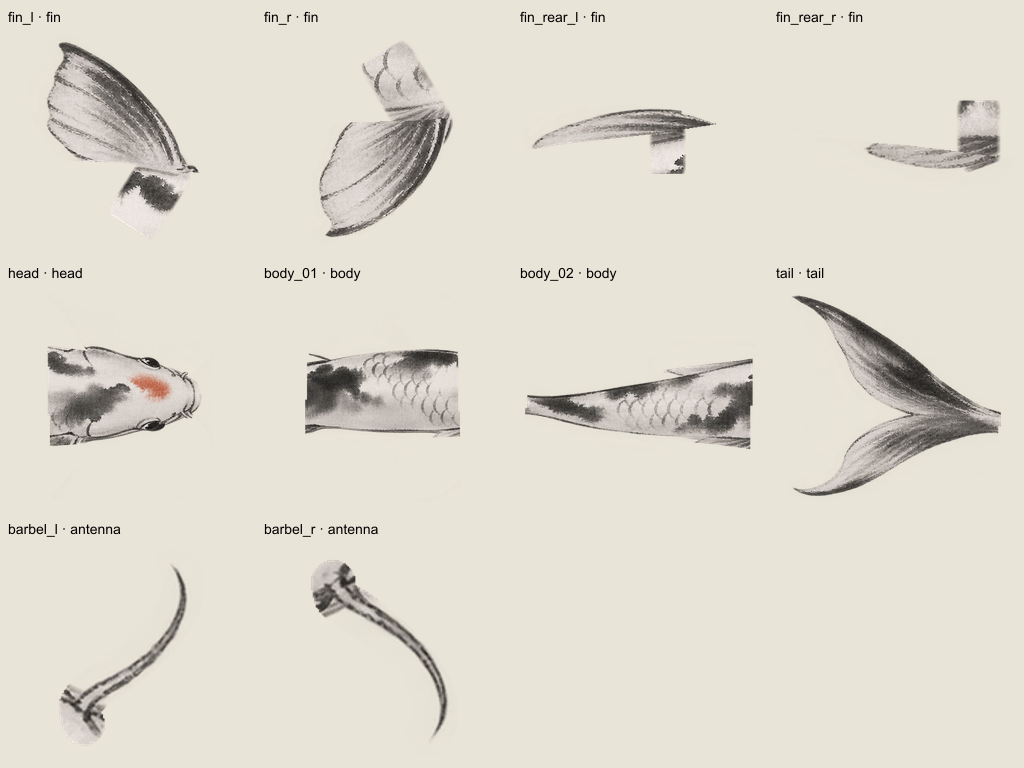 fin_l · fin
fin_r · fin
fin_rear_l · fin
fin_rear_r · fin
head · head
body_01 · body
body_02 · body
tail · tail
barbel_l · antenna
barbel_r · antenna